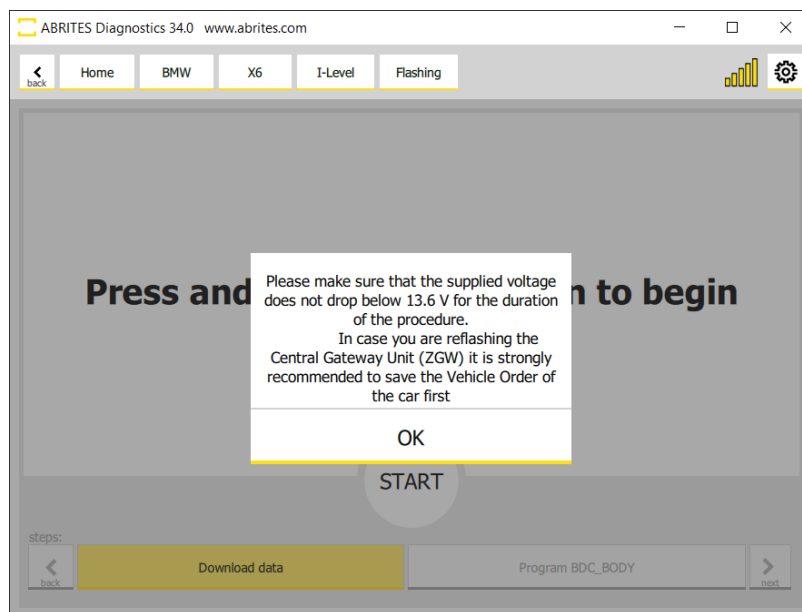 ABRITES Diagnostics 34.0 www.abrites.com
back
Home
BMW
X6
I-Level
Flashing
Press and
n to begin
Please make sure that the supplied voltage
does not drop below 13.6 V for the duration
of the procedure.
In case you are reflashing the
Central Gateway Unit (ZGW) it is strongly
recommended to save the Vehicle Order of
the car first
OK
START
steps:
back
Download data
Program BDC_BODY
next